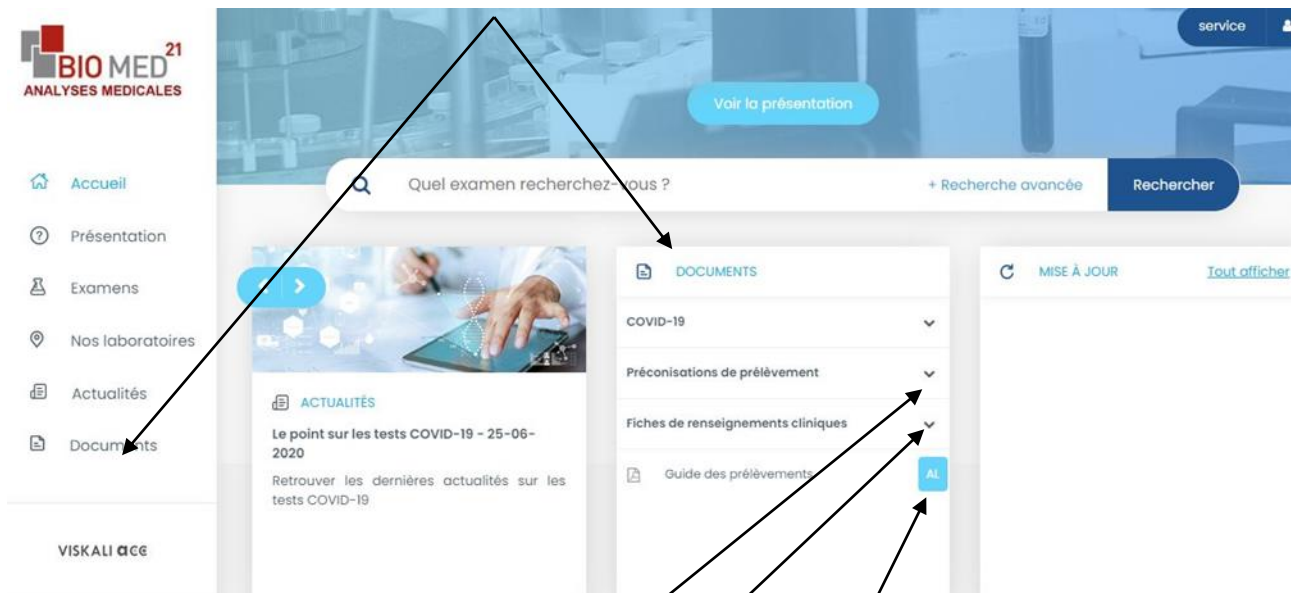 BIO MED 21
ANALYSES MEDICALES
Accueil
Présentation
Examens
Nos laboratoires
Actualités
Documents
VISKALI acc
service
Voir la présentation
Quel examen recherchez-vous ?
+ Recherche avancée
Rechercher
ACTUALITÉS
Le point sur les tests COVID-19 - 25-06-
2020
Retrouver les dernières actualités sur les
tests COVID-19
DOCUMENTS
COVID-19
Préconisations de prélèvement
Fiches de renseignements cliniques
Guide des prélèvements
AL
MISE À JOUR
Tout afficher